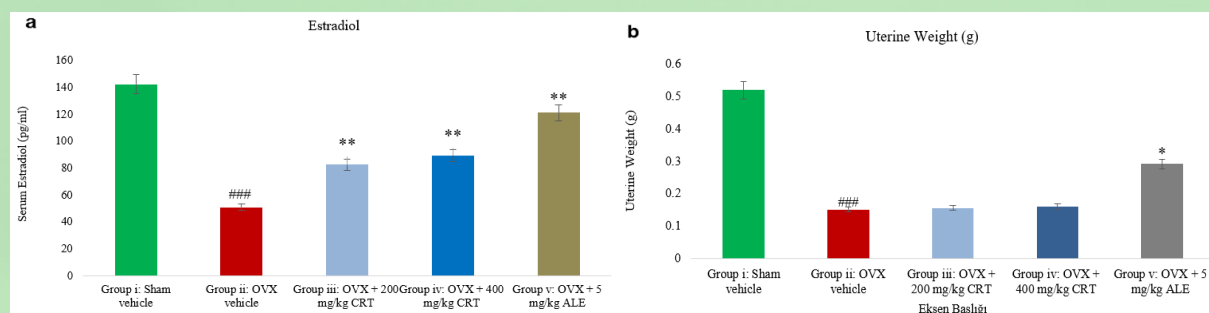 a
Estradiol
Serum Estradiol (pg/ml)
160
140
120
100
80
60
40
20
0
###
**
**
**
Group i: Sham
vehicle
Group ii: OVX
vehicle
Group iii: OVX + 200
mg/kg CRT
Group iv: OVX + 400
mg/kg CRT
Group v: OVX + 5
mg/kg ALE
b
Uterine Weight (g)
Uterine Weight (g)
0.6
0.5
0.4
0.3
0.2
0.1
0
###
*
Group i: Sham
vehicle
Group ii: OVX
vehicle
Group iii: OVX +
200 mg/kg CRT
Group iv: OVX +
400 mg/kg CRT
Group v: OVX + 5
mg/kg ALE
Eksen Başlığı